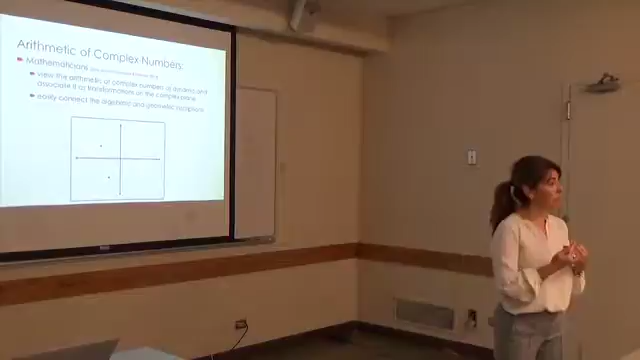 Arithmetic of Complex Numbers:
Mathematicians
view the arithmetic of complex numbers as dynamic and
associate it as transformations on the complex plane
easily connect the algebraic and geometric